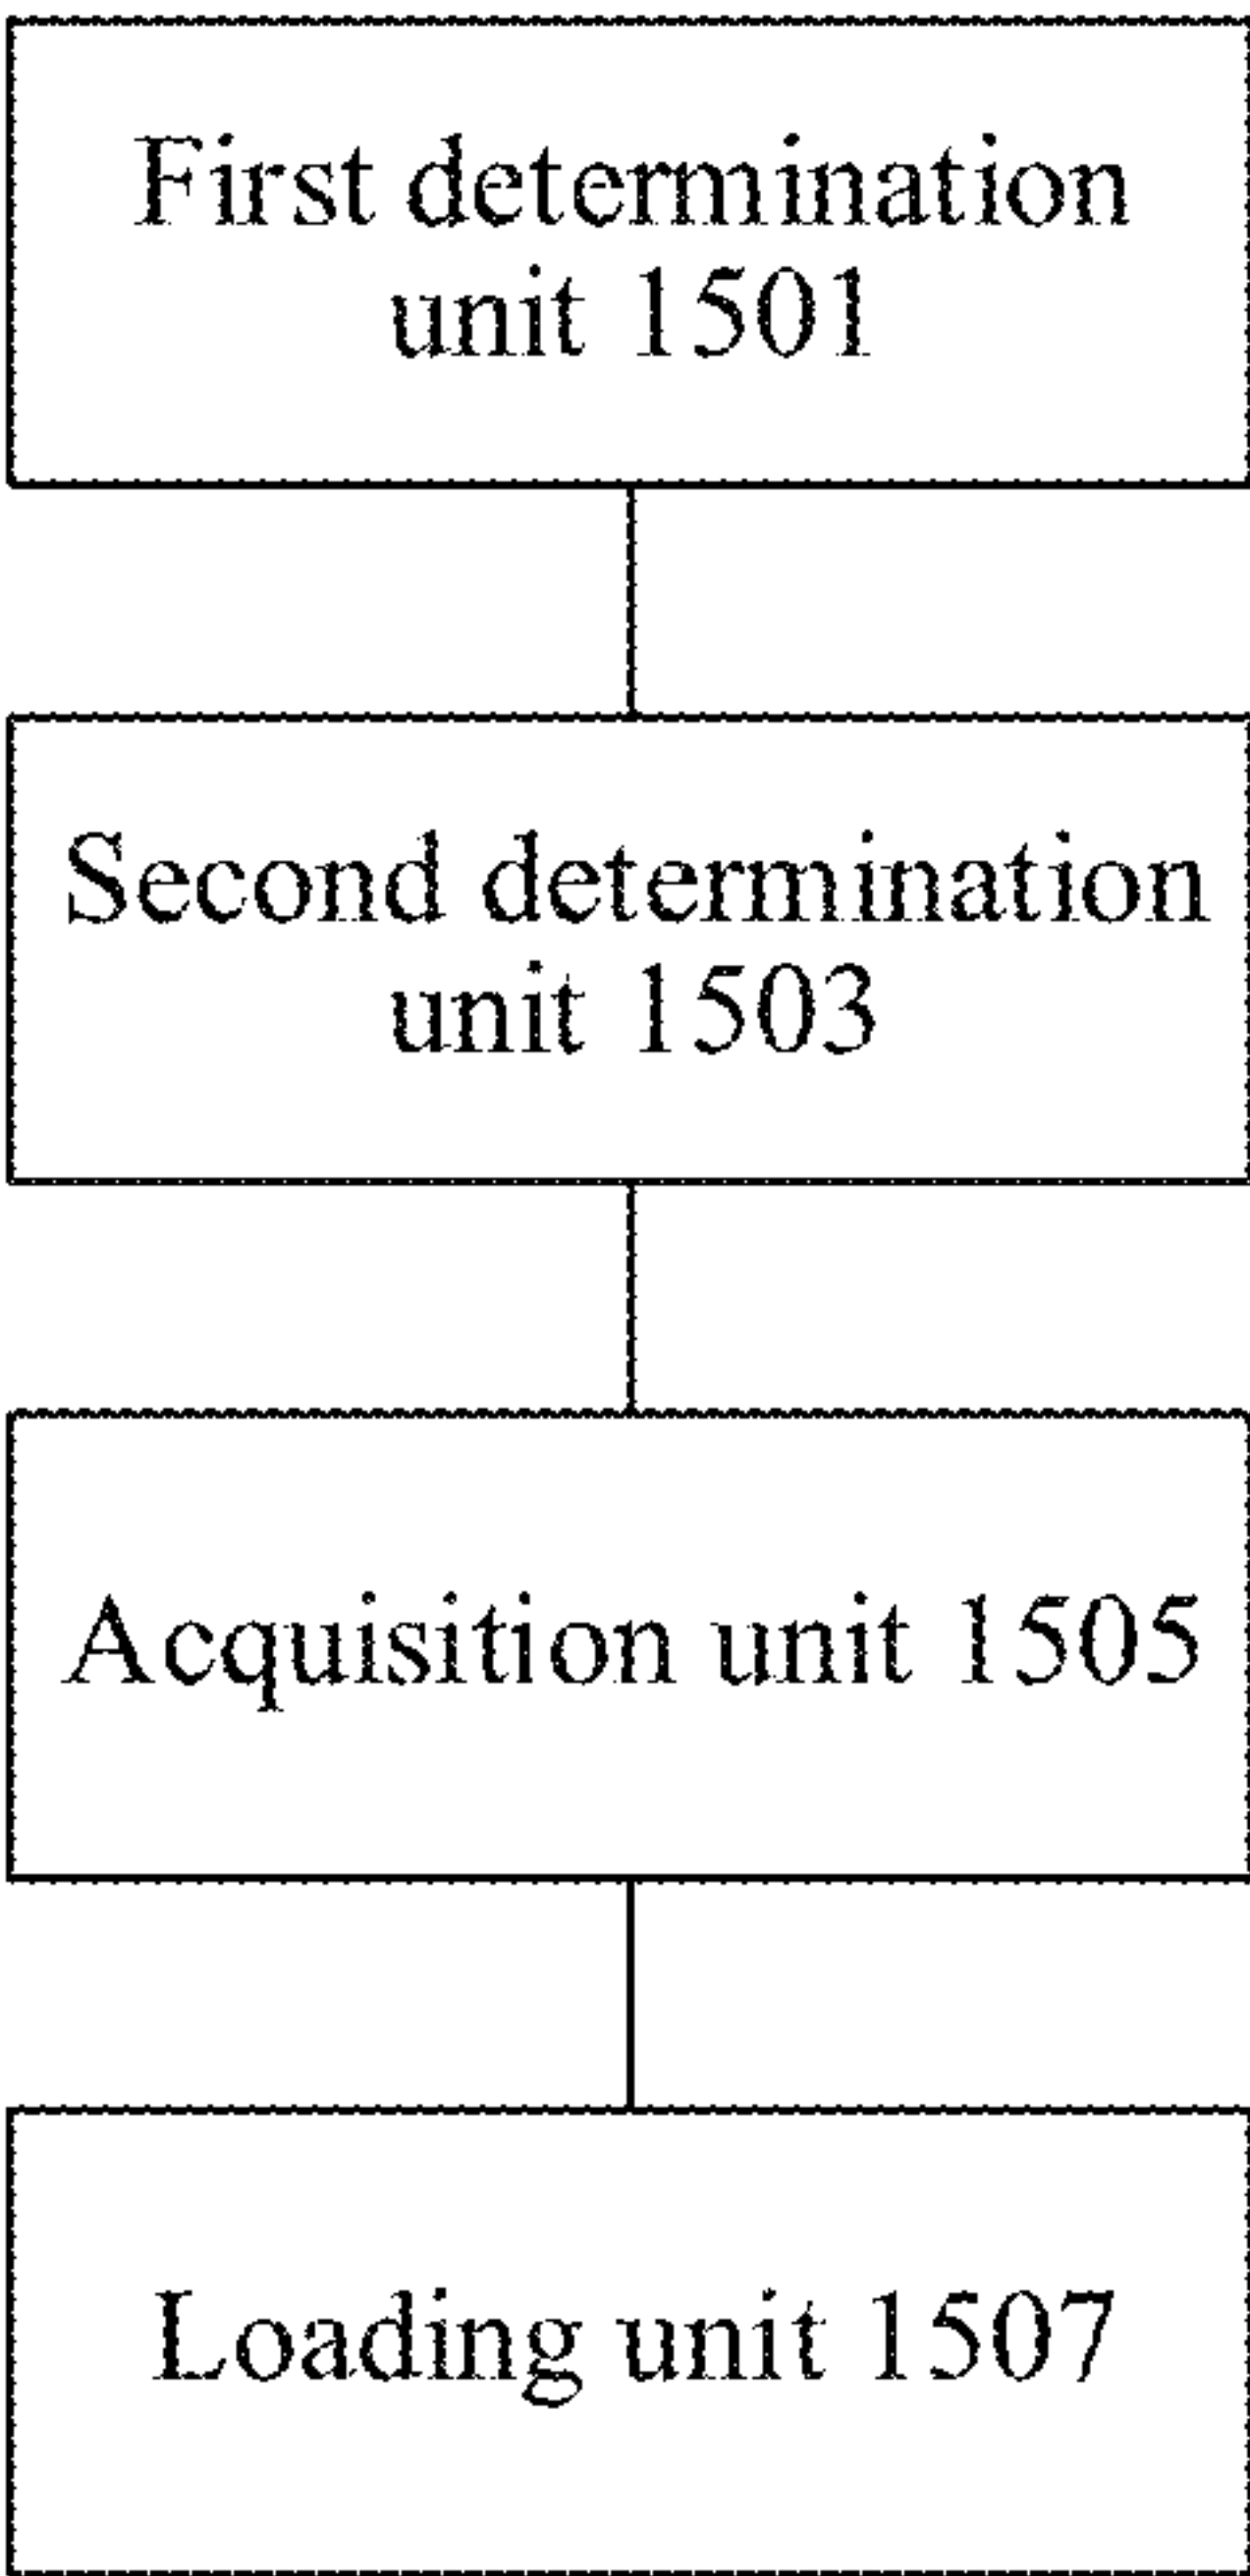 First determination
unit 1501
Second determination
unit 1503
Acquisition unit 1505
Loading unit 1507